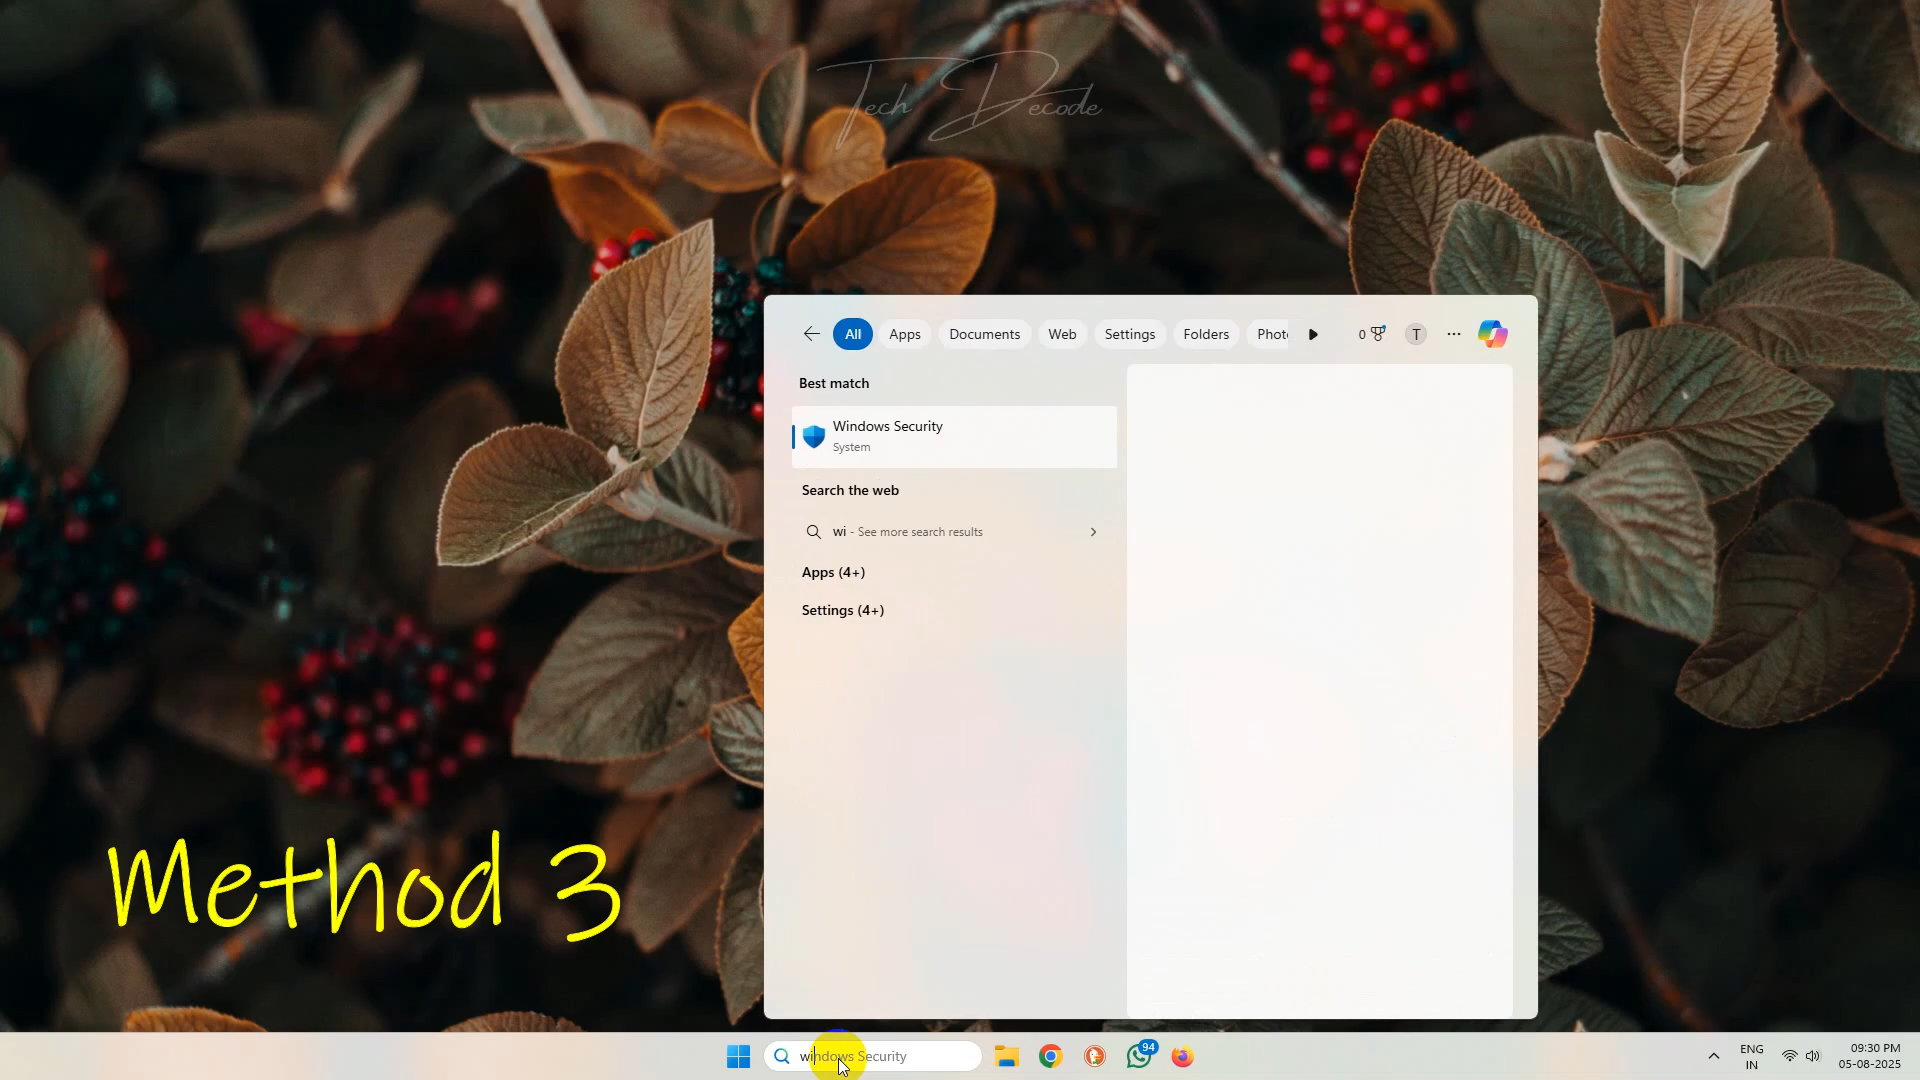 Tech Decode
All Apps Documents Web Settings Folders Phot 0 T
Best match
Windows Security
System
Search the web
wi - See more search results
Apps (4+)
Settings (4+)
Method 3
windows Security
94
ENG
IN
09:30 PM
05-08-2025